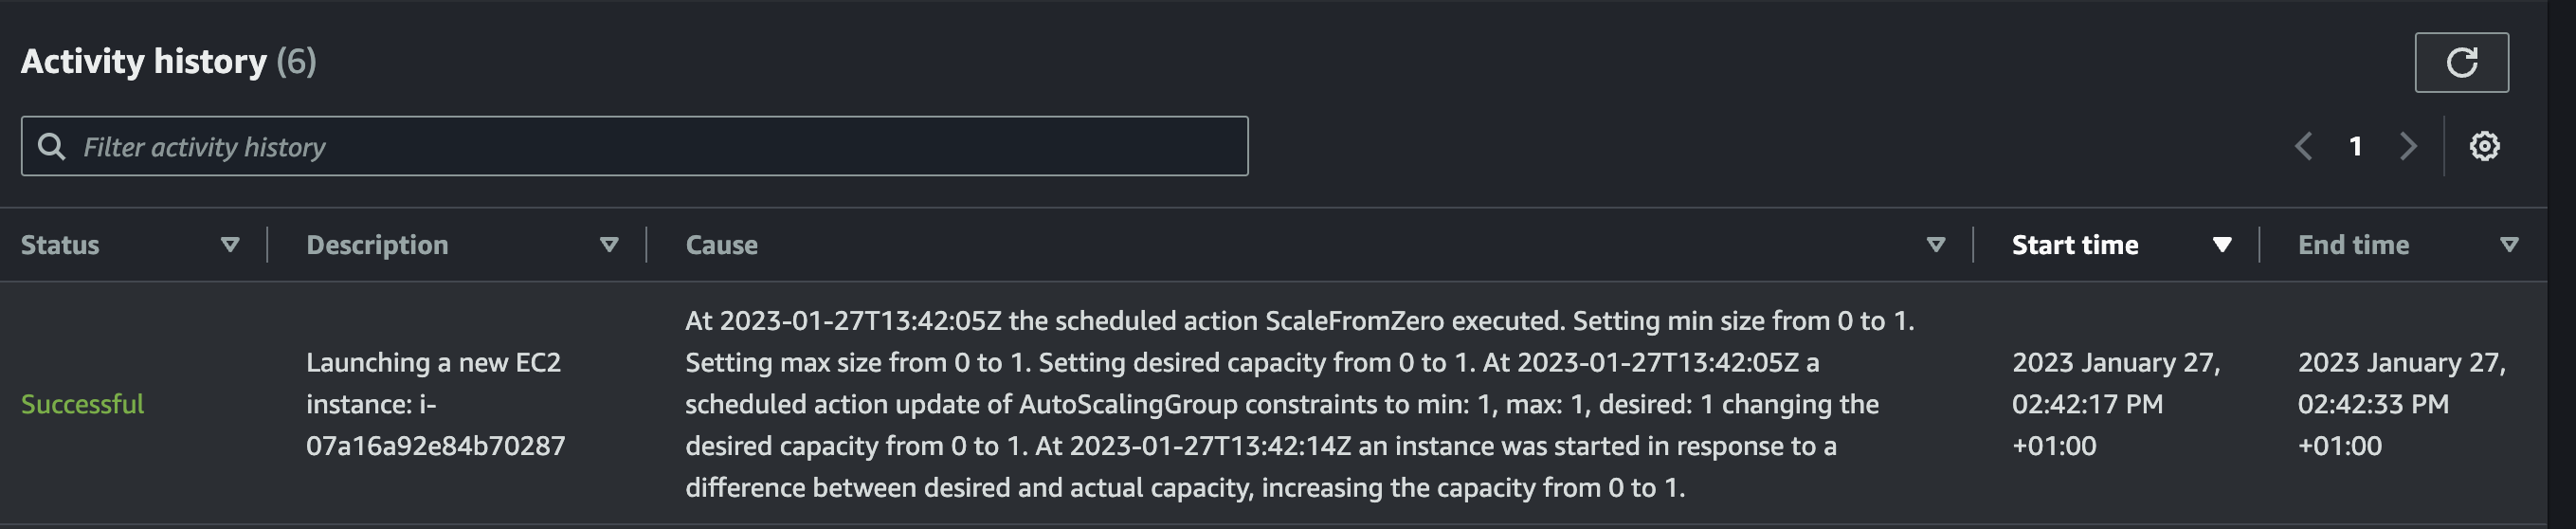 Activity history (6)
Filter activity history
1
Status
Description
Cause
Start time
End time
Successful
Launching a new EC2
instance: i-
07a16a92e84b70287
At 2023-01-27T13:42:05Z the scheduled action ScaleFromZero executed. Setting min size from 0 to 1.
Setting max size from 0 to 1. Setting desired capacity from 0 to 1. At 2023-01-27T13:42:05Z a
scheduled action update of AutoScalingGroup constraints to min: 1, max: 1, desired: 1 changing the
desired capacity from 0 to 1. At 2023-01-27T13:42:14Z an instance was started in response to a
difference between desired and actual capacity, increasing the capacity from 0 to 1.
2023 January 27,
02:42:17 PM
+01:00
2023 January 27,
02:42:33 PM
+01:00